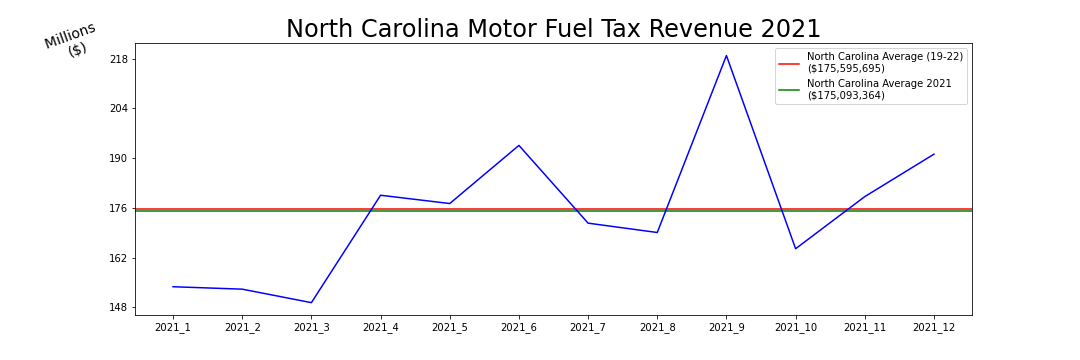 North Carolina Motor Fuel Tax Revenue 2021
Millions
($)
North Carolina Average (19-22)
($175,595,695)
North Carolina Average 2021
($175,093,364)
218
204
190
176
162
148
2021_1 2021_2 2021_3 2021_4 2021_5 2021_6 2021_7 2021_8 2021_9 2021_10 2021_11 2021_12